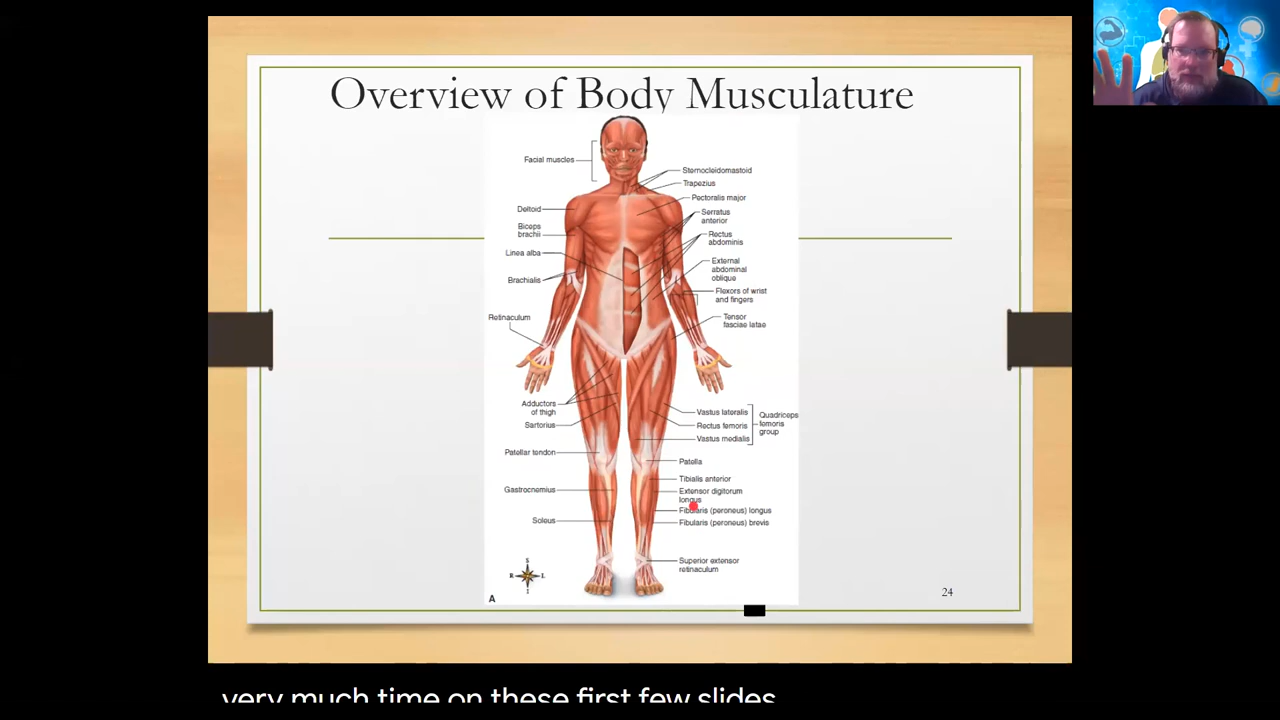 Overview of Body Musculature
Facial muscles
Deltoid
Biceps
brachii
Linea alba
Brachialis
Retinaculum
Adductors
of thigh
Sartorius
Patellar tendon
Gastrocnemius
Soleus
Sternocleidomastoid
Trapezius
Pectoralis major
Serratus
anterior
Rectus
abdominis
External
abdominal
oblique
Flexors of wrist
and fingers
Tensor
fasciae latae
Vastus lateralis
Rectus femoris
Vastus medialis
Quadriceps
femoris
group
Patella
Tibialis anterior
Extensor digitorum
longus
Fibularis (peroneus) longus
Fibularis (peroneus) brevis
Superior extensor
retinaculum
S
R L
I
A
24
very much time on these first few slides